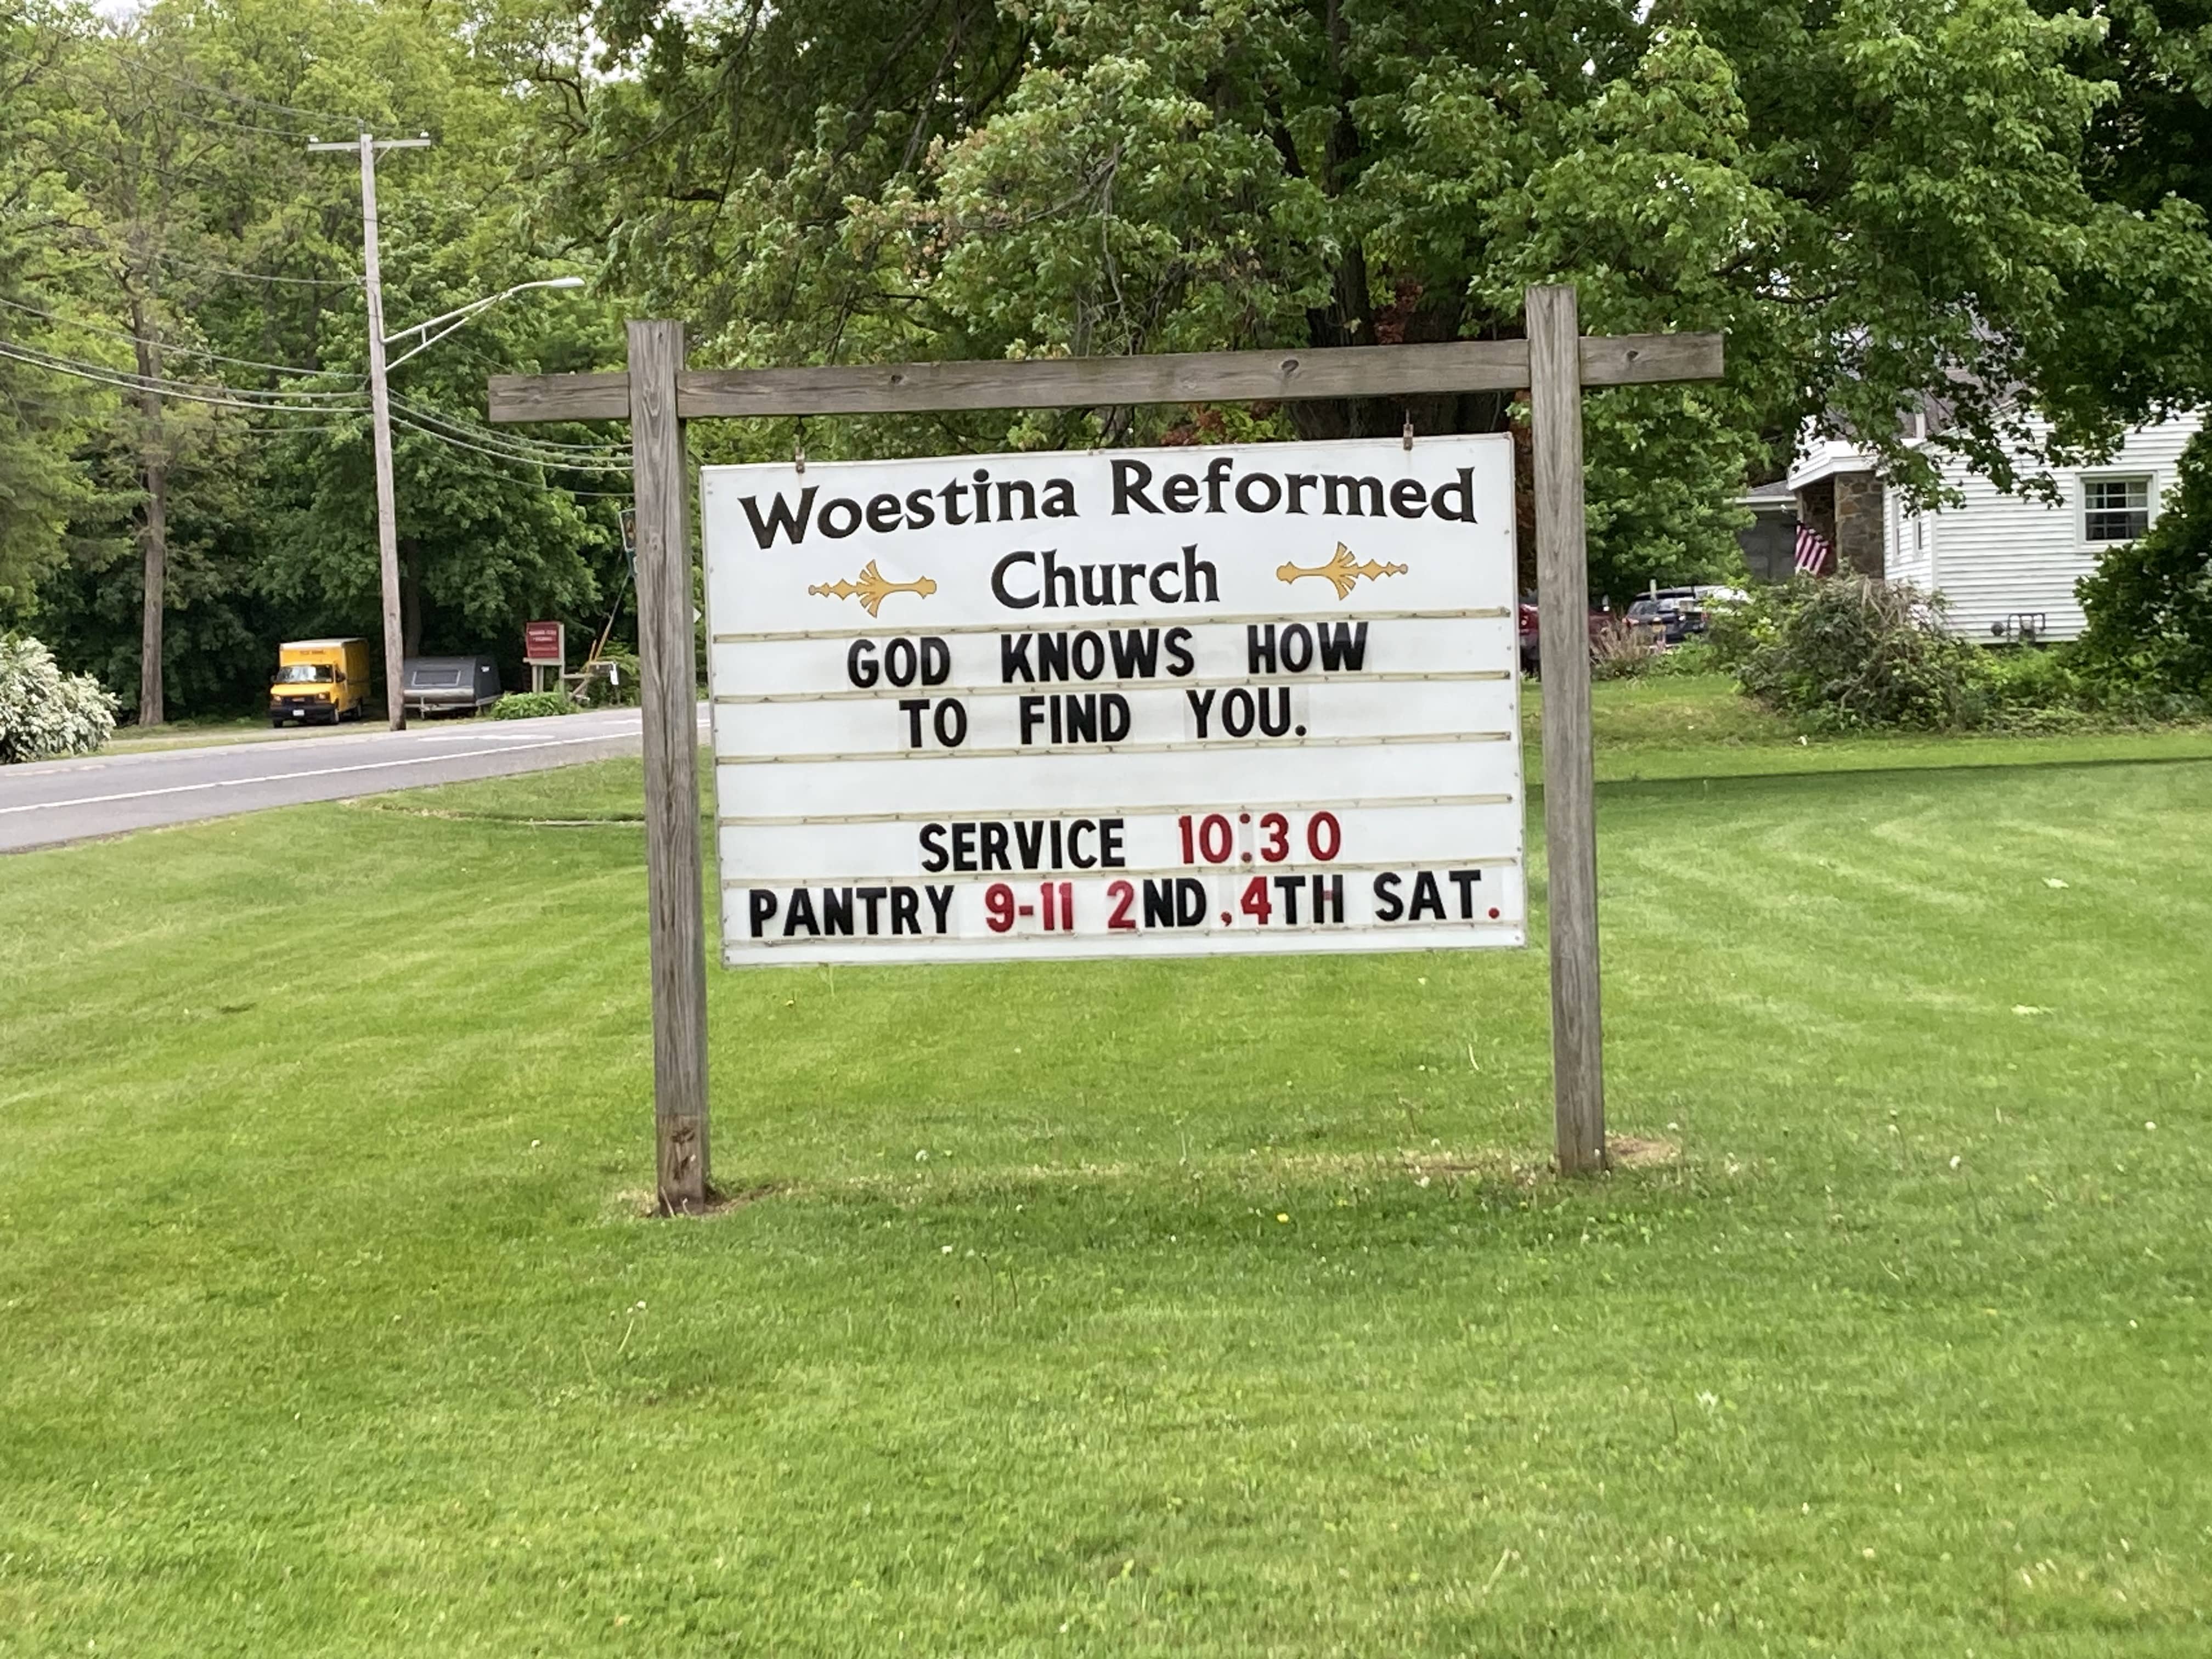 Woestina Reformed
Church
GOD KNOWS HOW
TO FIND YOU.
SERVICE 10:30
PANTRY 9-11 2ND, 4TH SAT.